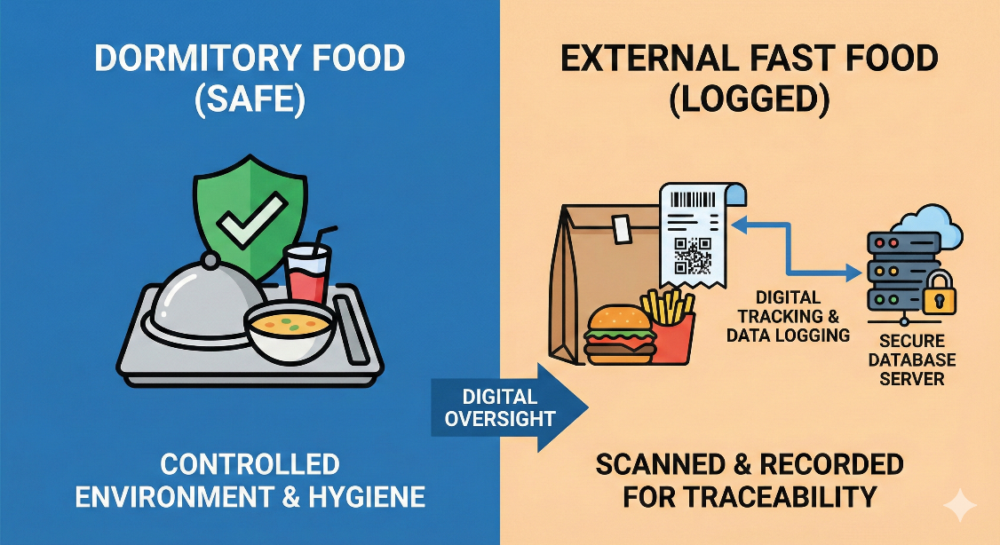 DORMITORY FOOD
(SAFE)
EXTERNAL FAST FOOD
(LOGGED)
DIGITAL
TRACKING &
DATA LOGGING
SECURE
DATABASE
SERVER
DIGITAL
OVERSIGHT
CONTROLLED
ENVIRONMENT & HYGIENE
SCANNED & RECORDED
FOR TRACEABILITY